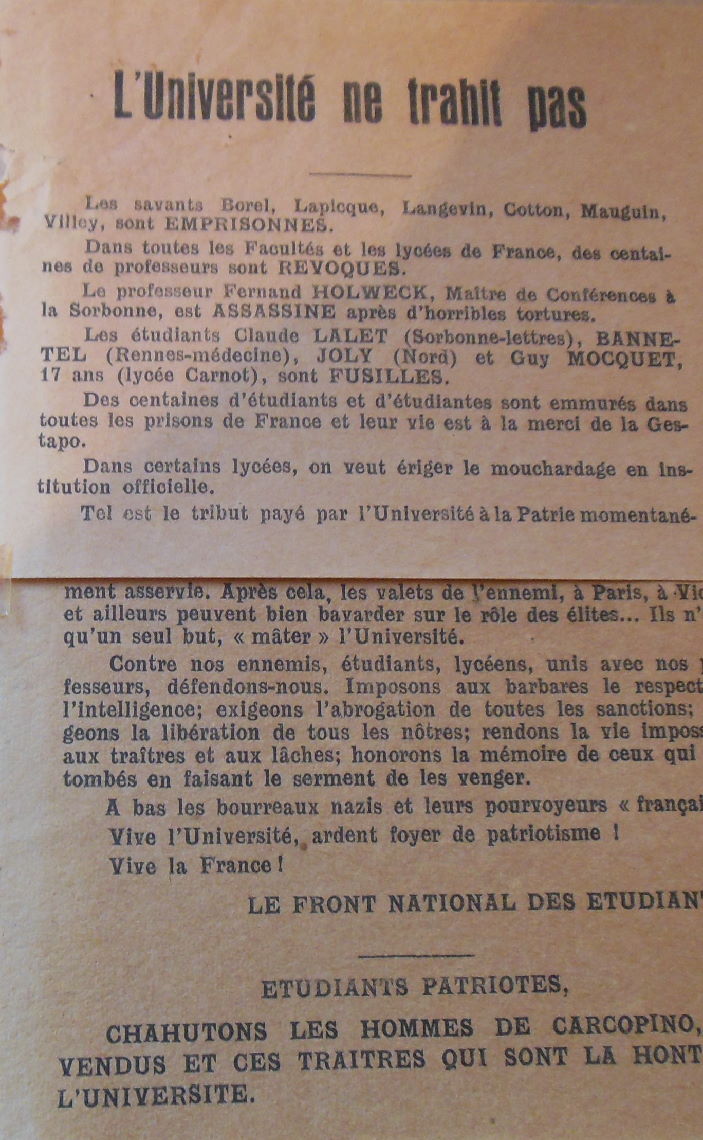 L'Université ne trahit pas
Les savants Borel, Lapicque, Langevin, Cotton, Mauguin,
Villey, sont EMPRISONNES.
Dans toutes les Facultés et les lycées de France, des centai-
nes de professeurs sont REVOQUES.
Le professeur Fernand HOLWECK, Maître de Conférences à
la Sorbonne, est ASSASSINE après d'horribles tortures.
Les étudiants Claude LALET (Sorbonne-lettres), BANNE-
TEL (Rennes-médecine), JOLY (Nord) et Guy MOCQUET,
17 ans (lycée Carnot), sont FUSILLES.
Des centaines d'étudiants et d'étudiantes sont emmurés dans
toutes les prisons de France et leur vie est à la merci de la Ges-
tapo.
Dans certains lycées, on veut ériger le mouchardage en ins-
titution officielle.
Tel est le tribut payé par l'Université à la Patrie momentané-
ment asservie. Après cela, les valets de l'ennemi, à Paris, à Vic
et ailleurs peuvent bien bavarder sur le rôle des élites... Ils n'
qu'un seul but, « mâter » l'Université.
Contre nos ennemis, étudiants, lycéens, unis avec nos
fesseurs, défendons-nous. Imposons aux barbares le respect
l'intelligence; exigeons l'abrogation de toutes les sanctions;
geons la libération de tous les nôtres; rendons la vie imposs
aux traîtres et aux lâches; honorons la mémoire de ceux qui
tombés en faisant le serment de les venger.
A bas les bourreaux nazis et leurs pourvoyeurs « françai
Vive l'Université, ardent foyer de patriotisme !
Vive la France !
LE FRONT NATIONAL DES ETUDIAN
ETUDIANTS PATRIOTES,
CHAHUTONS LES HOMMES DE CARCOPINO,
VENDUS ET CES TRAITRES QUI SONT LA HONT
L'UNIVERSITE.